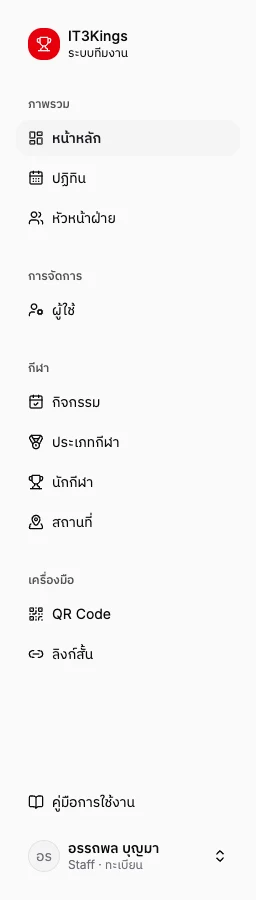 IT3Kings
ระบบทีมงาน
ภาพรวม
หน้าหลัก
ปฏิทิน
หัวหน้าฝ่าย
การจัดการ
ผู้ใช้
กีฬา
กิจกรรม
ประเภทกีฬา
นักกีฬา
สถานที่
เครื่องมือ
QR Code
ลิงก์สั้น
คู่มือการใช้งาน
อร
อรรถพล บุญมา
Staff · ทะเบียน